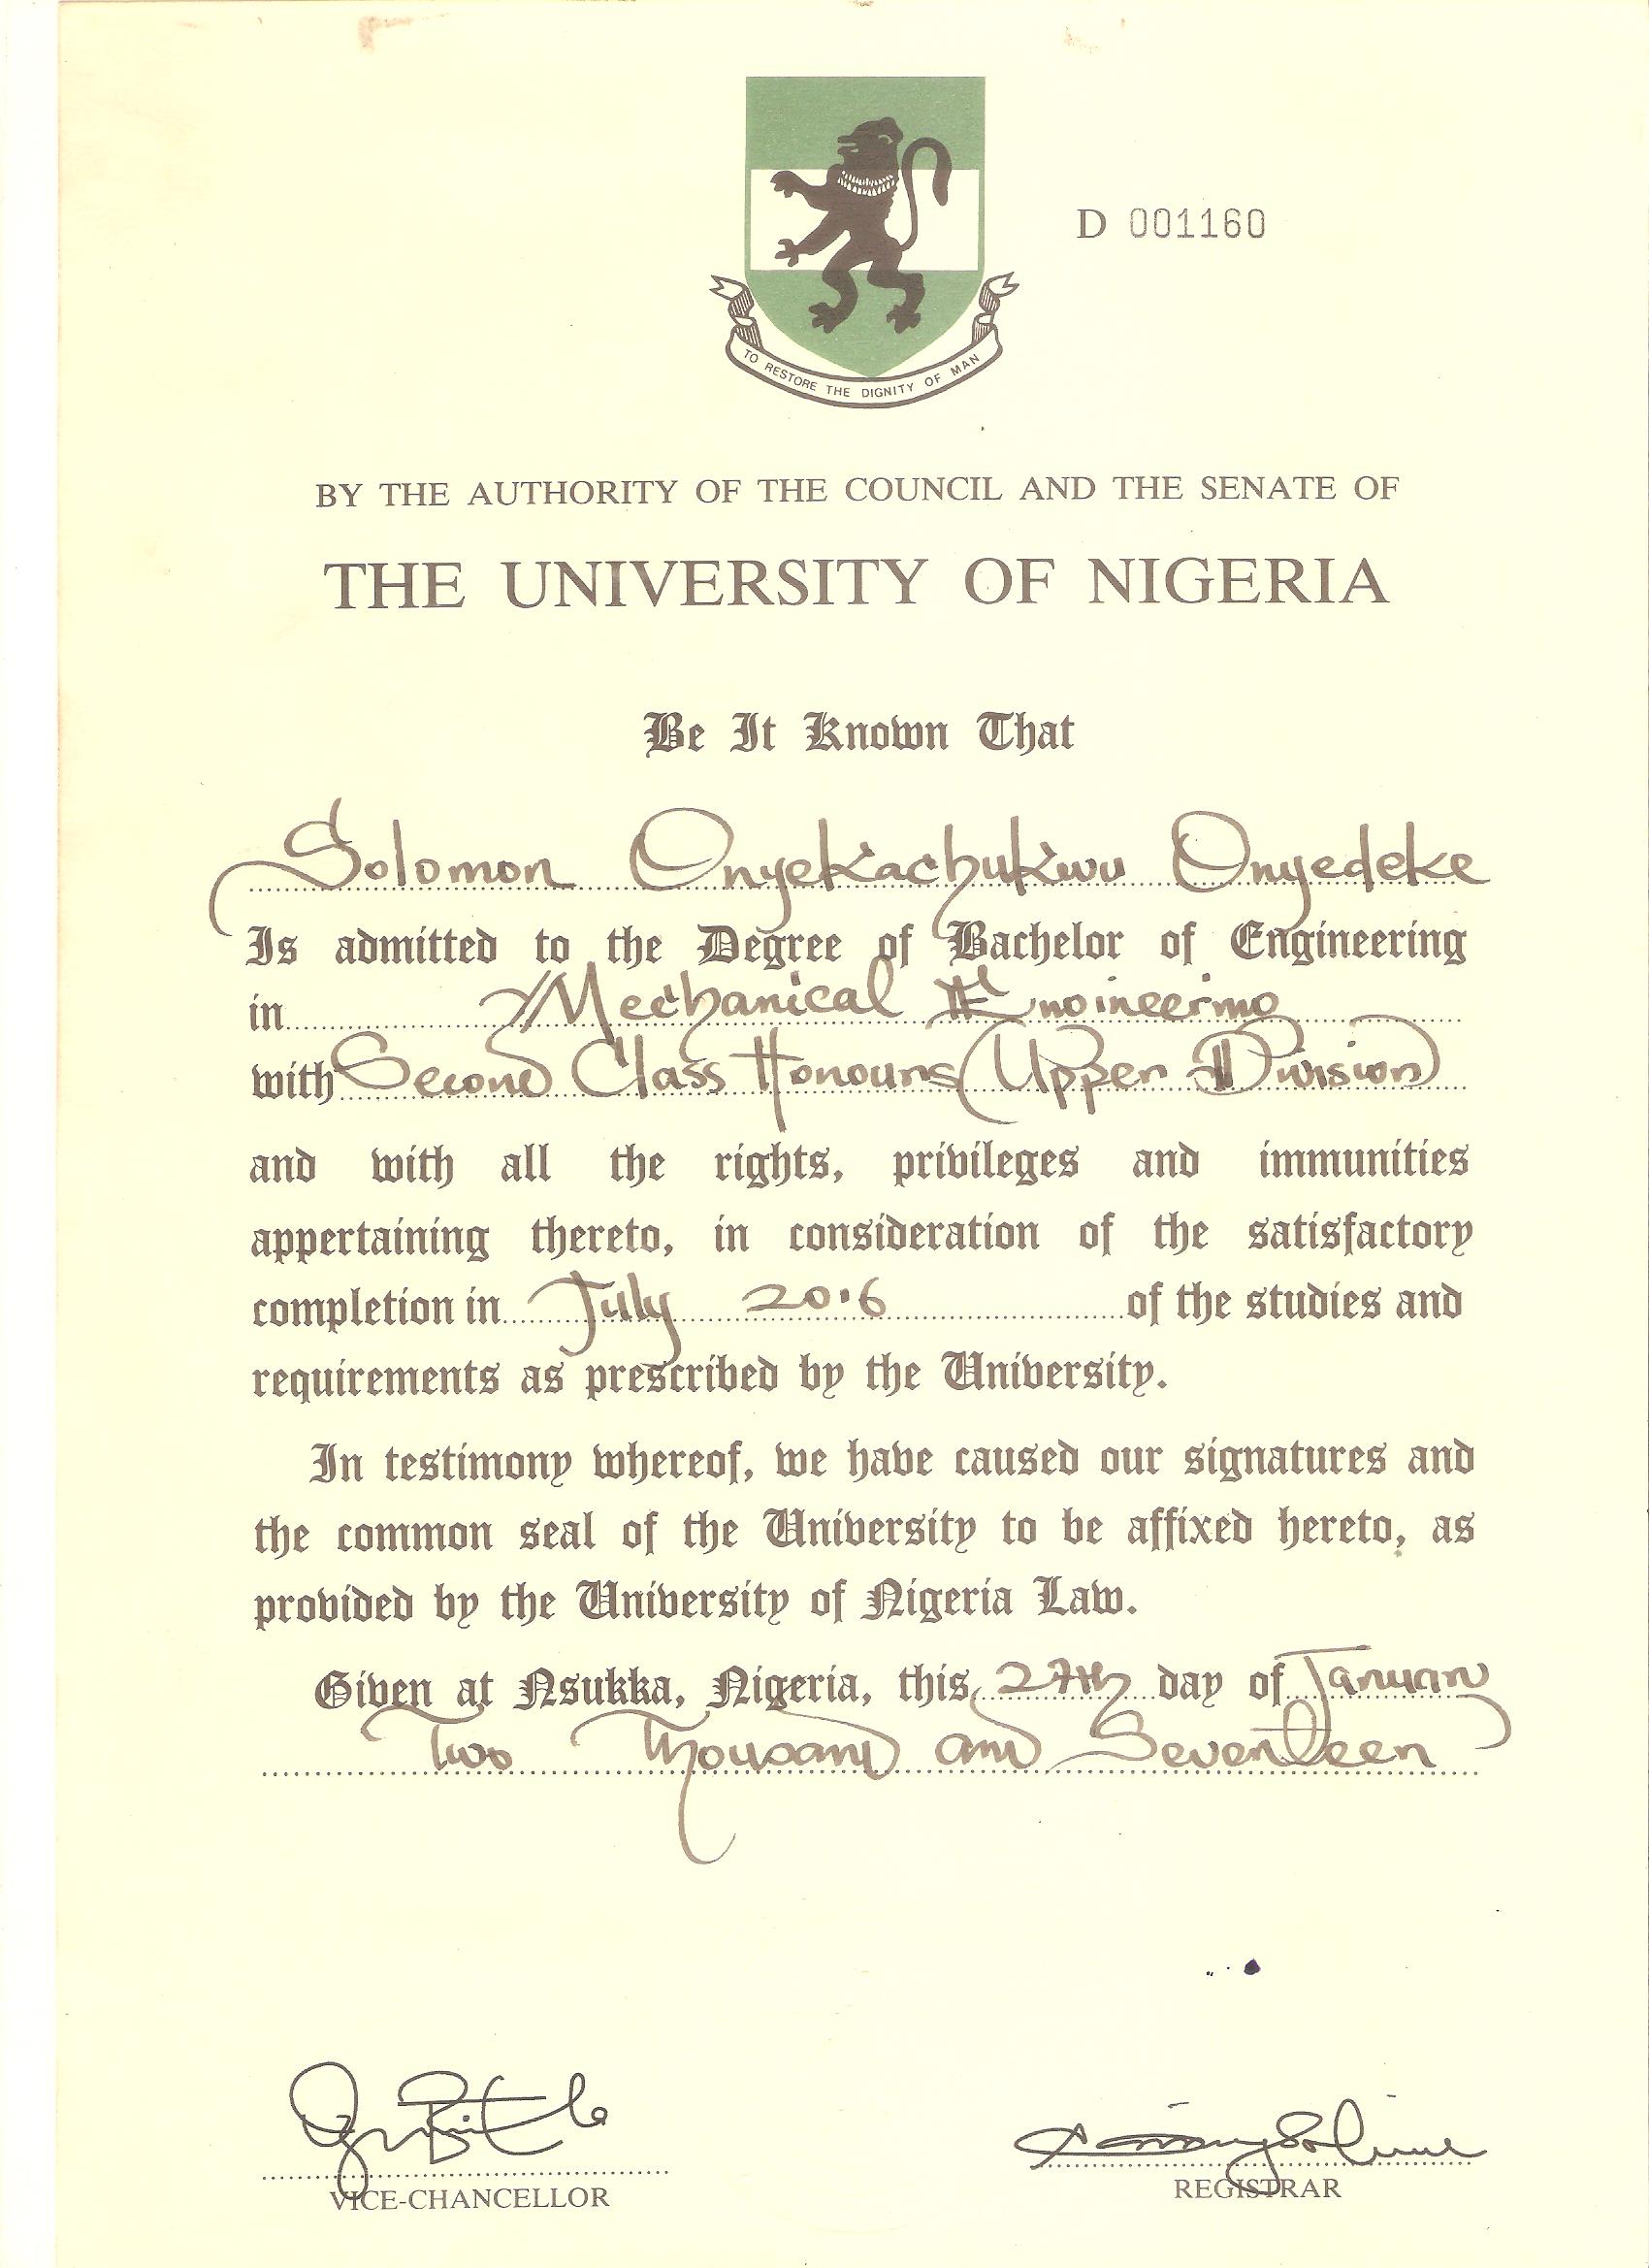 D 001160
TO RESTORE THE DIGNITY OF MAN
BY THE AUTHORITY OF THE COUNCIL AND THE SENATE OF
THE UNIVERSITY OF NIGERIA
Be It Known That
Solomon Onyekachukwu Onyedeke
Is admitted to the Degree of Bachelor of Engineering
in Mechanical Engineering
with Second Class Honours (Upper Division)
and with all the rights, privileges and immunities
appertaining thereto, in consideration of the satisfactory
completion in July 2016 of the studies and
requirements as prescribed by the University.
In testimony whereof, we have caused our signatures and
the common seal of the University to be affixed hereto, as
provided by the University of Nigeria Law.
Given at Nsukka, Nigeria, this 27th day of January
Two Thousand and Seventeen
VICE-CHANCELLOR
REGISTRAR